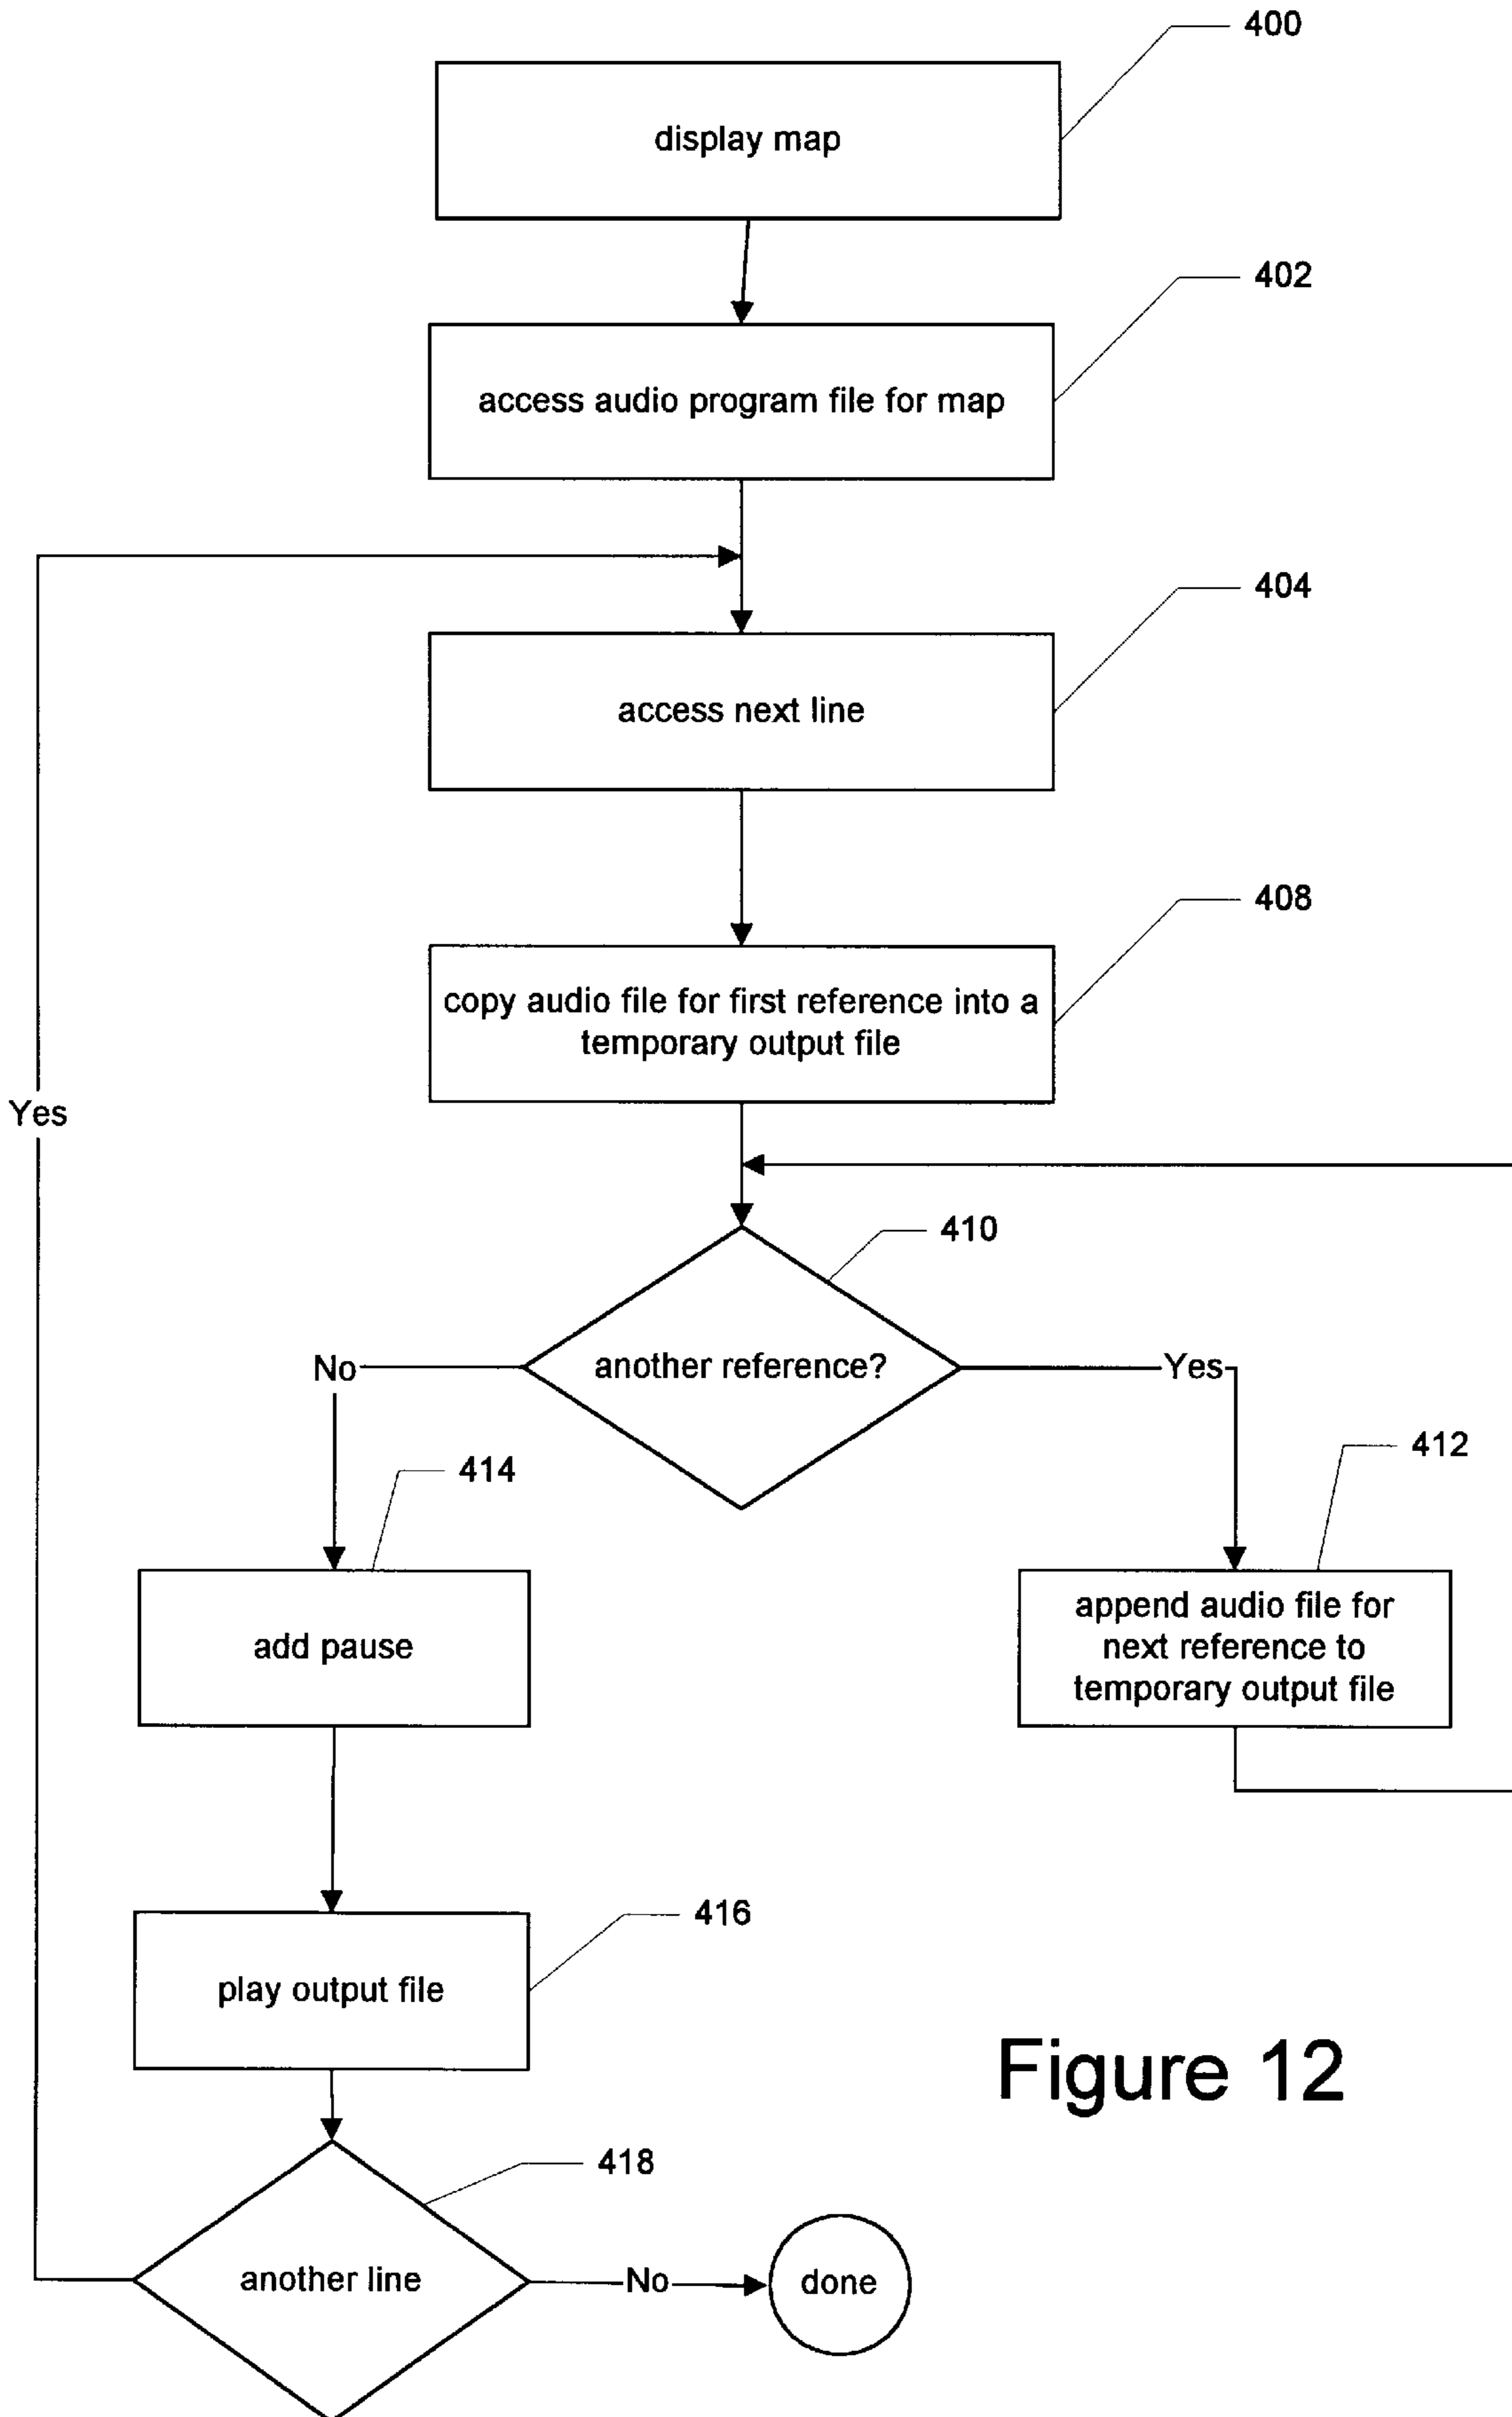 400
display map
402
access audio program file for map
404
access next line
408
copy audio file for first reference into a
temporary output file
Yes
410
another reference?
No
Yes
412
414
append audio file for
next reference to
temporary output file
add pause
416
play output file
Figure 12
418
another line
No
done